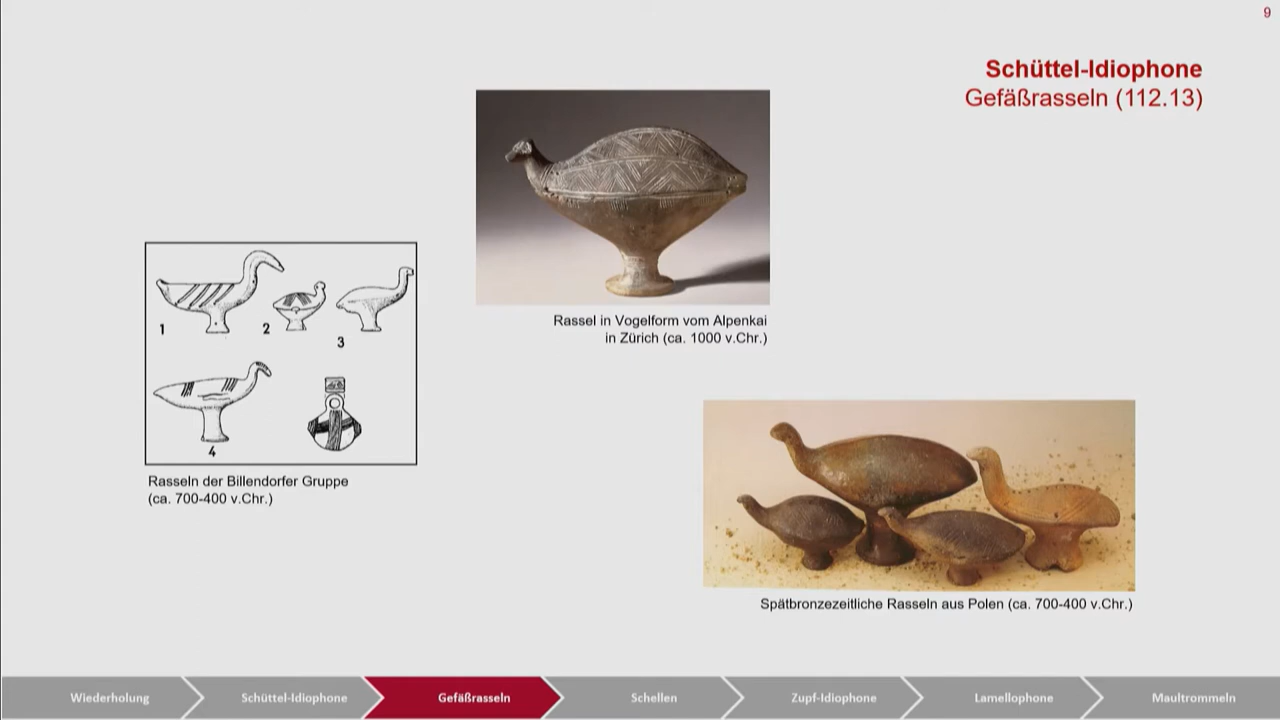 9
Schüttel-Idiophone
Gefäßrasseln (112.13)
Rassel in Vogelform vom Alpenkai
in Zürich (ca. 1000 v.Chr.)
1
2
3
4
Rasseln der Billendorfer Gruppe
(ca. 700-400 v.Chr.)
Spätbronzezeitliche Rasseln aus Polen (ca. 700-400 v.Chr.)
Wiederholung
Schüttel-Idiophone
Gefäßrasseln
Schellen
Zupf-Idiophone
Lamellophone
Maultrommeln